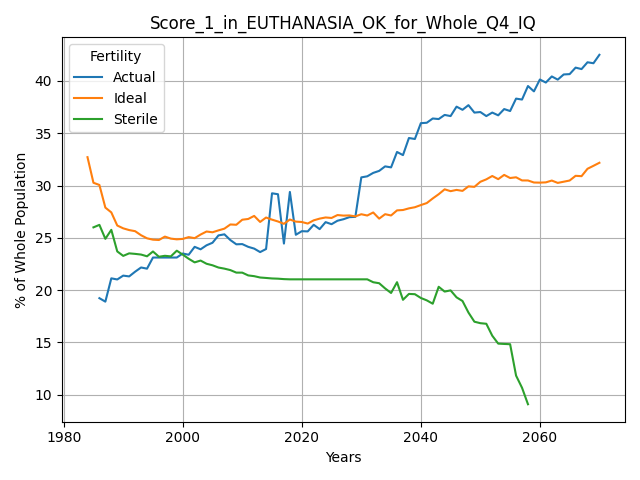 Score_1_in_EUTHANASIA_OK_for_Whole_Q4_IQ
Fertility
Actual
Ideal
Sterile
% of Whole Population
40
35
30
25
20
15
10
1980
2000
2020
2040
2060
Years